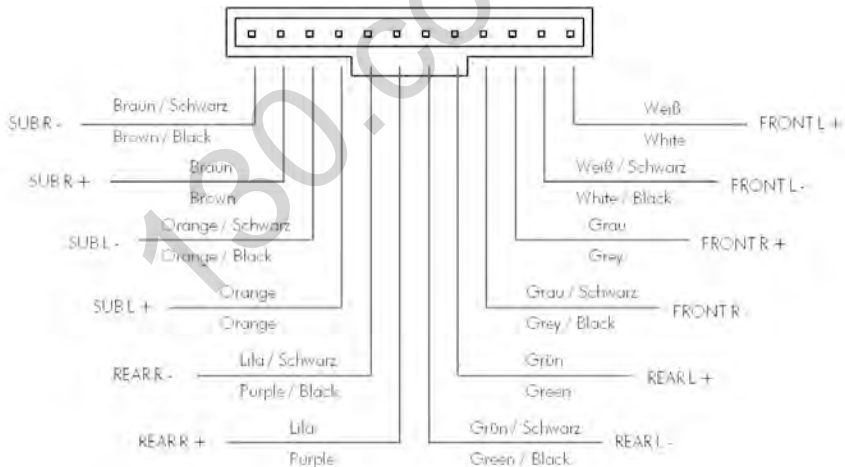 SUB R -
Braun / Schwarz
Brown / Black
SUB R +
Braun
Brown
SUB L -
Orange / Schwarz
Orange / Black
SUB L +
Orange
Orange
REAR R -
Lila / Schwarz
Purple / Black
REAR R +
Lila
Purple
Weiß
White
FRONT L +
Weiß / Schwarz
White / Black
FRONT L -
Grau
Grey
FRONT R +
Grau / Schwarz
Grey / Black
FRONT R -
Grün
Green
REAR L +
Grün / Schwarz
Green / Black
REAR L -
130.co